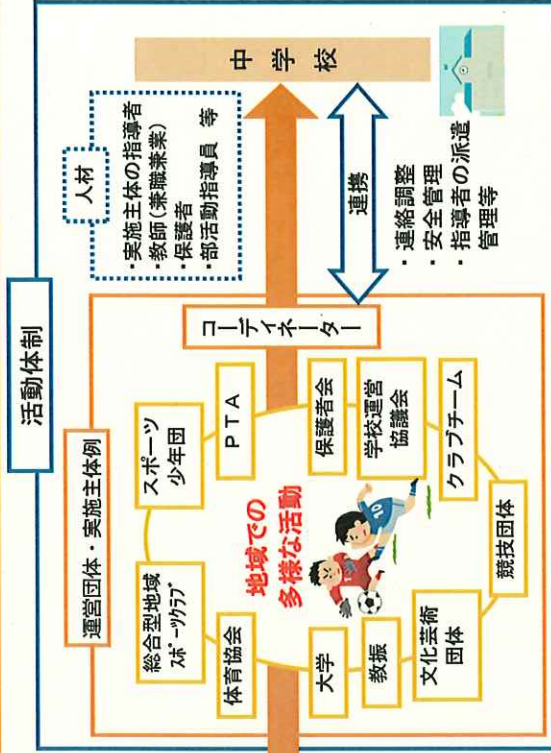 活動体制
運営団体・実施主体例
総合型地域
スポーツクラブ
スポーツ
少年団
体育協会
PTA
地域での
多様な活動
大学
保護者会
教振
学校運営
協議会
文化芸術
団体
クラブチーム
競技団体
コーディネーター
人材
・実施主体の指導者
・教師(兼職兼業)
・保護者
・部活動指導員 等
連携
・連絡調整
・安全管理
・指導者の派遣
管理等
中学校
10